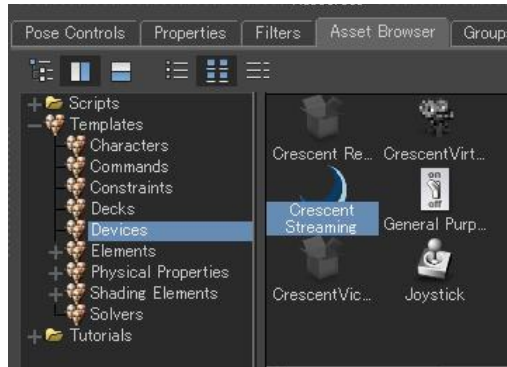 Pose Controls Properties Filters Asset Browser Groups
Scripts
Templates
Characters
Commands
Constraints
Decks
Devices
Elements
Physical Properties
Shading Elements
Solvers
Tutorials
Crescent Re... CrescentVirt...
on
off
Crescent
Streaming
General Purp...
CrescentVic...
Joystick